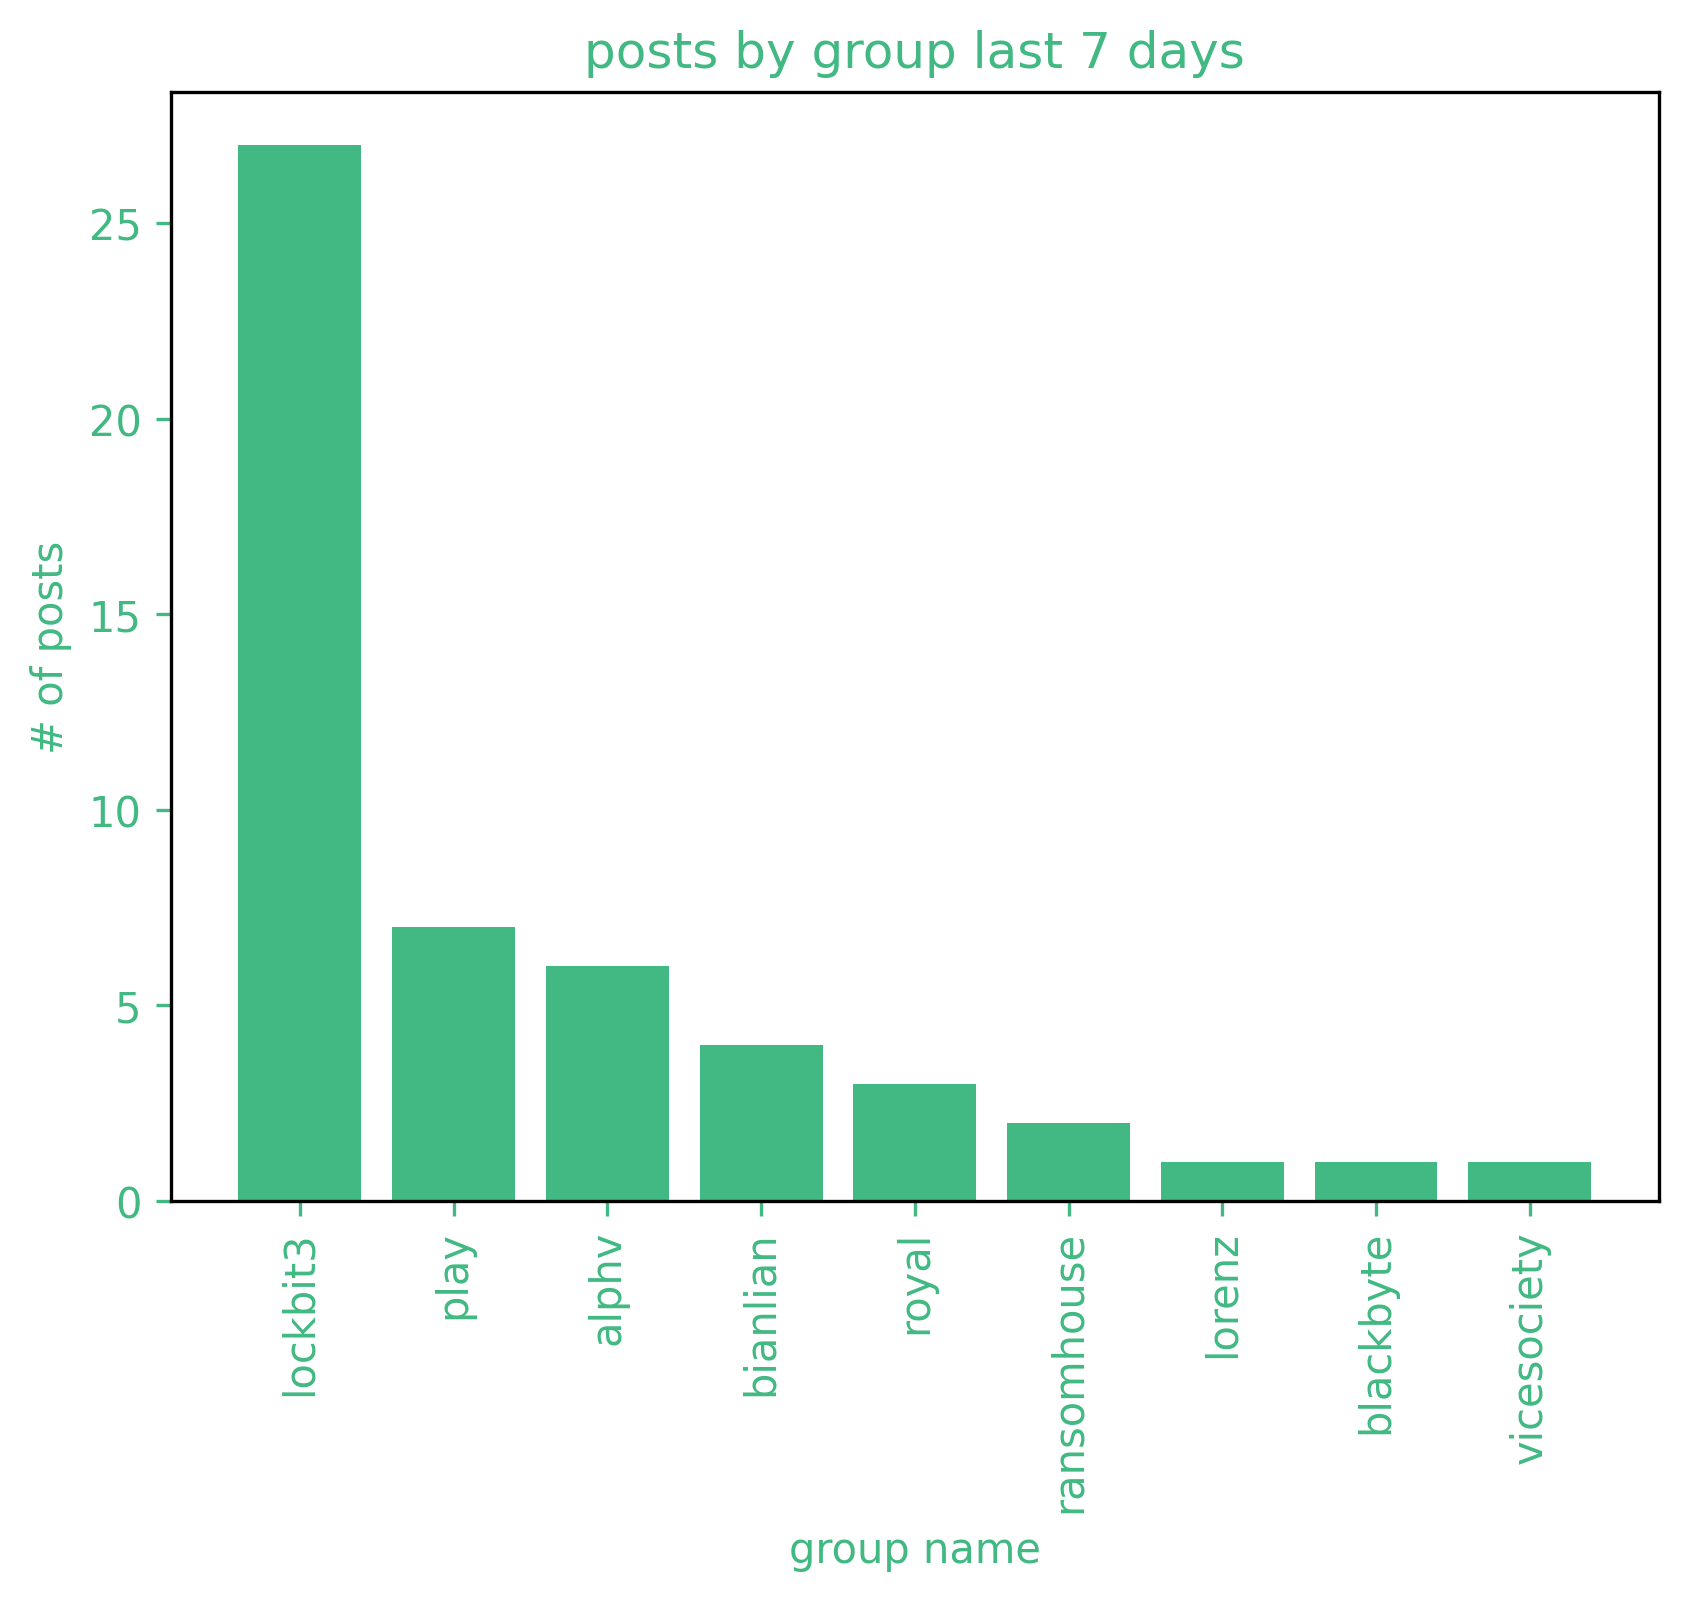 posts by group last 7 days
# of posts
25
20
15
10
5
0
lockbit3
play
alphv
bianlian
royal
ransomhouse
lorenz
blackbyte
vicesociety
group name